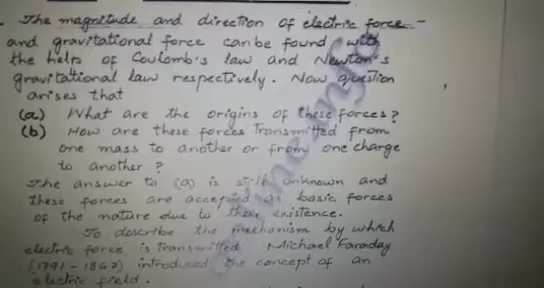 . The magnitude and direction of electric force -
and gravitational force can be found with
the help of Coulomb's law and Newton's
gravitational law respectively. Now question
arises that
(a) What are the origins of these forces?
(b) How are these forces Transmitted from
one mass to another or from one charge
to another?
The answer to (a) is still unknown and
these forces are accepted as basic forces
of the nature due to their existence.
To describe the mechanism by which
electric force is Transmitted Michael Faraday
(1791-1867) introduced the concept of an
electric field.